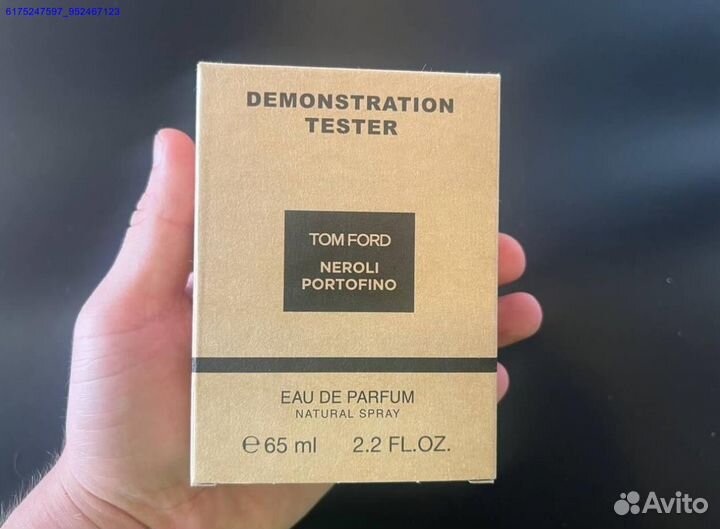 6175247597_952467123
DEMONSTRATION
TESTER
TOM FORD
NEROLI
PORTOFINO
EAU DE PARFUM
NATURAL SPRAY
℮ 65 ml 2.2 FL.OZ.
Avito